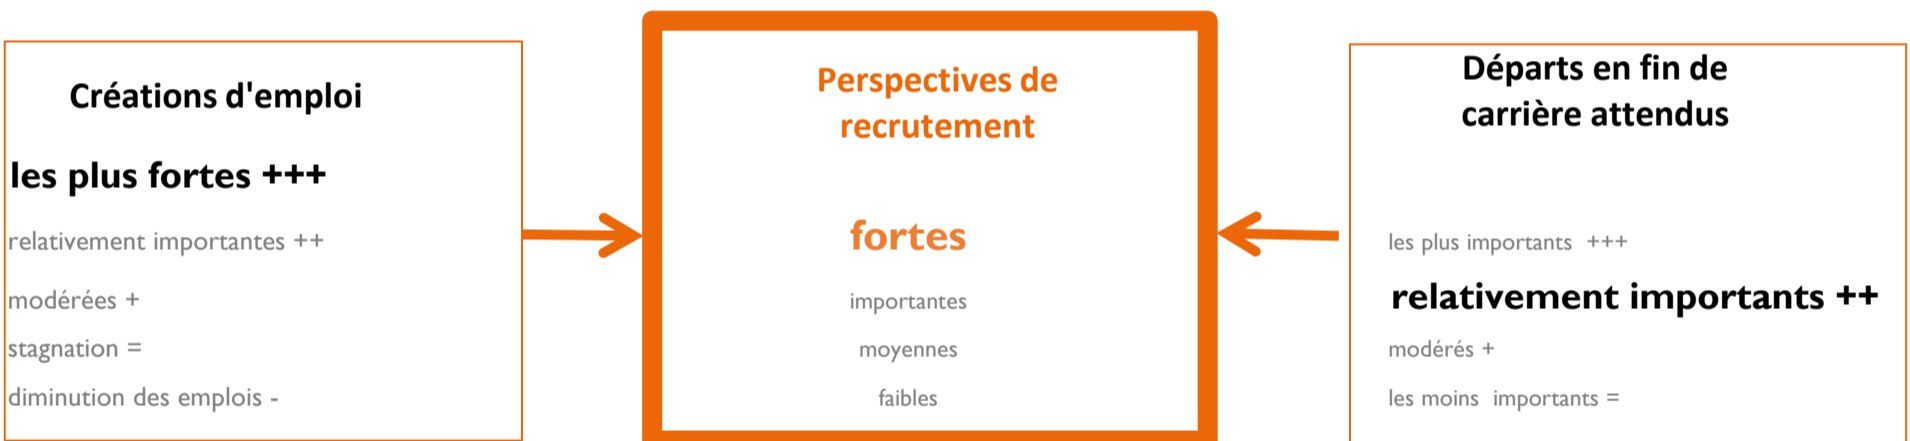 Créations d'emploi
les plus fortes +++
relativement importantes ++
modérées +
stagnation =
diminution des emplois -
Perspectives de
recrutement
fortes
importantes
moyennes
faibles
Départs en fin de
carrière attendus
les plus importants +++
relativement importants ++
modérés +
les moins importants =